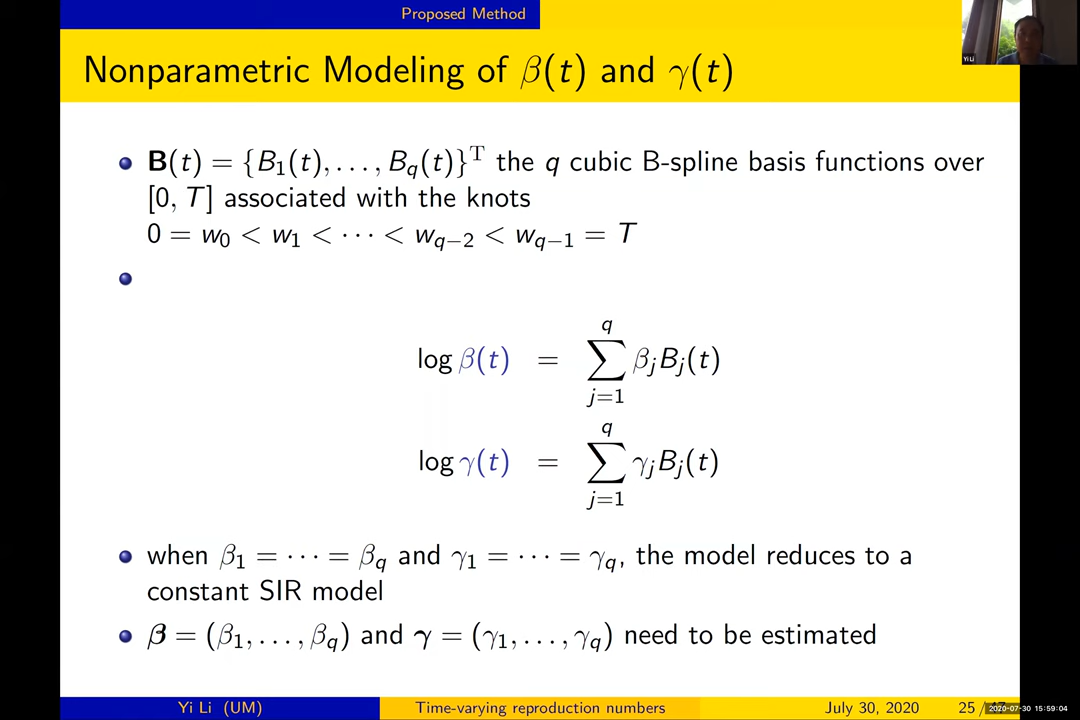 Proposed Method
Nonparametric Modeling of β(t) and γ(t)
Yi Li
B(t) = {B₁(t), . . . , B_q(t)}ᵀ the q cubic B-spline basis functions over
[0, T] associated with the knots
0 = w₀ < w₁ < ··· < w_{q−2} < w_{q−1} = T
log β(t) = ∑_{j=1}^{q} β_j B_j(t)
log γ(t) = ∑_{j=1}^{q} γ_j B_j(t)
when β₁ = ··· = β_q and γ₁ = ··· = γ_q, the model reduces to a
constant SIR model
β = (β₁, . . . , β_q) and γ = (γ₁, . . . , γ_q) need to be estimated
Yi Li (UM) Time-varying reproduction numbers July 30, 2020 25 /
2020-07-30 15:59:04